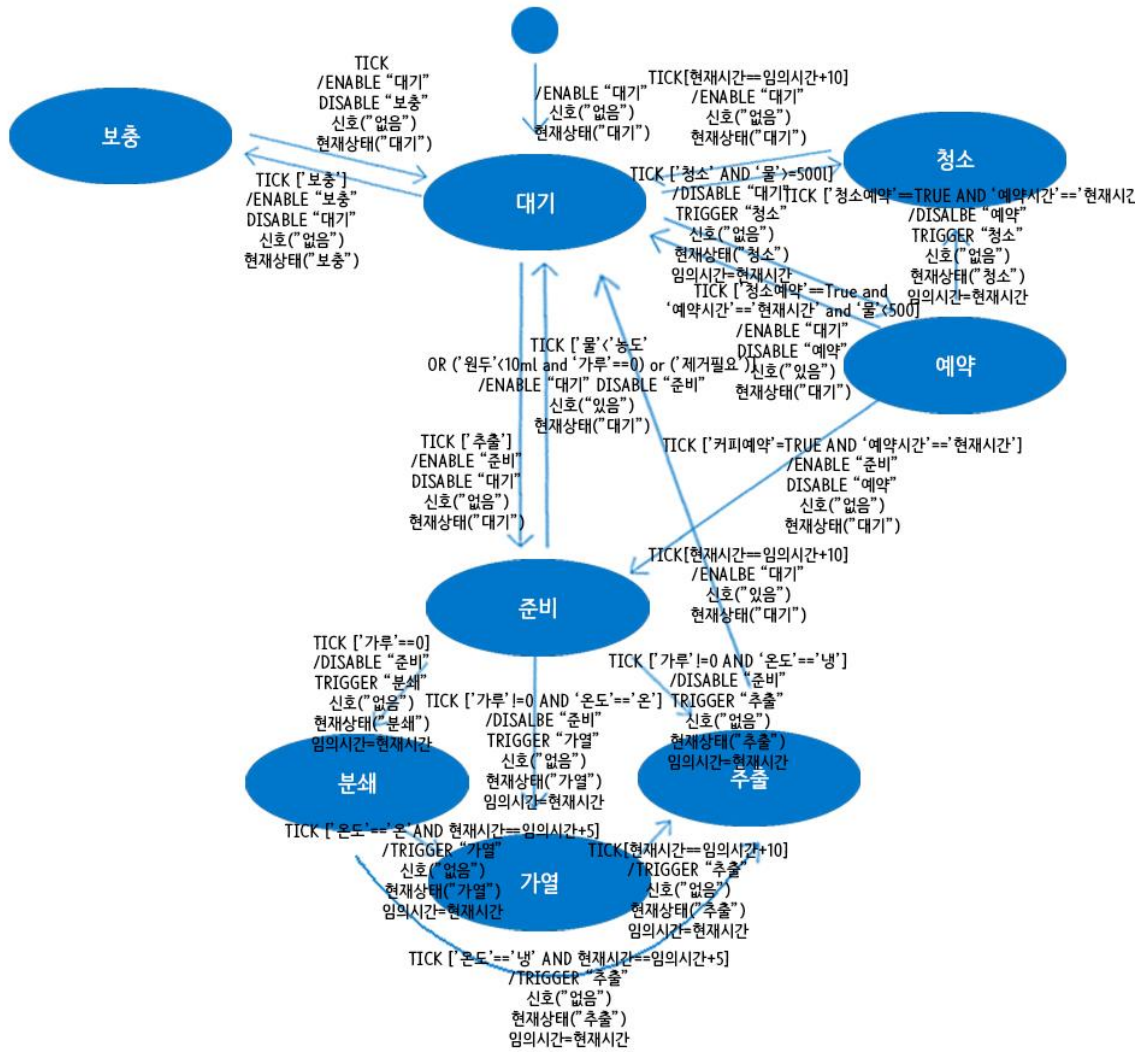 TICK
/ENABLE “대기”
DISABLE “보충”
신호("없음")
현재상태("대기")
/ENABLE “대기”
신호("없음")
현재상태("대기")
TICK[현재시간==임의시간+10]
/ENABLE “대기”
신호("없음")
현재상태("대기")
보충
대기
청소
TICK ['보충']
/ENABLE “보충”
DISABLE “대기”
신호("없음")
현재상태("보충")
TICK ['청소' AND ‘물’>=500l]
/DISABLE “대기”
TRIGGER “청소”
신호("없음")
현재상태("청소")
임의시간=현재시간
TICK ['청소예약'==TRUE AND ‘예약시간’=='현재시간
/DISALBE “예약”
TRIGGER “청소”
신호("없음")
현재상태("청소")
임의시간=현재시간
TICK ['청소예약'==True and
‘예약시간’=='현재시간’ and ‘물’<500]
/ENABLE “대기”
DISABLE “예약”
신호("있음")
현재상태("대기")
예약
TICK ['물'<'농도'
OR ('원두'<10ml and ‘가루’==0) or ('제거필요')]
/ENABLE “대기” DISABLE “준비”
신호("있음")
현재상태("대기")
TICK ['추출']
/ENABLE “준비”
DISABLE “대기”
신호("없음")
현재상태("대기")
TICK ['커피예약'=TRUE AND ‘예약시간’=='현재시간']
/ENABLE “준비”
DISABLE “예약”
신호("없음")
현재상태("대기")
TICK[현재시간==임의시간+10]
/ENALBE “대기”
신호("있음")
현재상태("대기")
준비
TICK ['가루'==0]
/DISABLE “준비”
TRIGGER “분쇄”
신호("없음")
현재상태("분쇄")
임의시간=현재시간
TICK ['가루'!=0 AND ‘온도’=='온']
/DISALBE “준비”
TRIGGER “가열”
신호("없음")
현재상태("가열")
임의시간=현재시간
TICK ['가루'!=0 AND ‘온도’=='냉']
/DISABLE “준비”
TRIGGER “추출”
신호("없음")
현재상태("추출")
임의시간=현재시간
분쇄
추출
TICK ['온도'=='온'AND 현재시간==임의시간+5]
/TRIGGER “가열”
신호("없음")
현재상태("가열")
임의시간=현재시간
가열
TICK[현재시간==임의시간+10]
/TRIGGER “추출”
신호("없음")
현재상태("추출")
임의시간=현재시간
TICK ['온도'=='냉' AND 현재시간==임의시간+5]
/TRIGGER “추출”
신호("없음")
현재상태("추출")
임의시간=현재시간